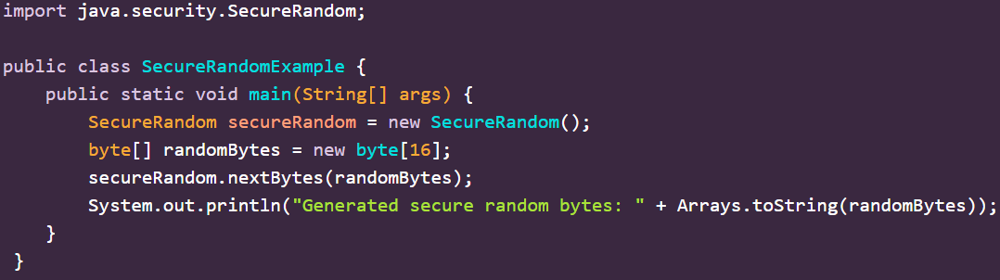 import java.security.SecureRandom;
public class SecureRandomExample {
public static void main(String[] args) {
SecureRandom secureRandom = new SecureRandom();
byte[] randomBytes = new byte[16];
secureRandom.nextBytes(randomBytes);
System.out.println("Generated secure random bytes: " + Arrays.toString(randomBytes));
}
}